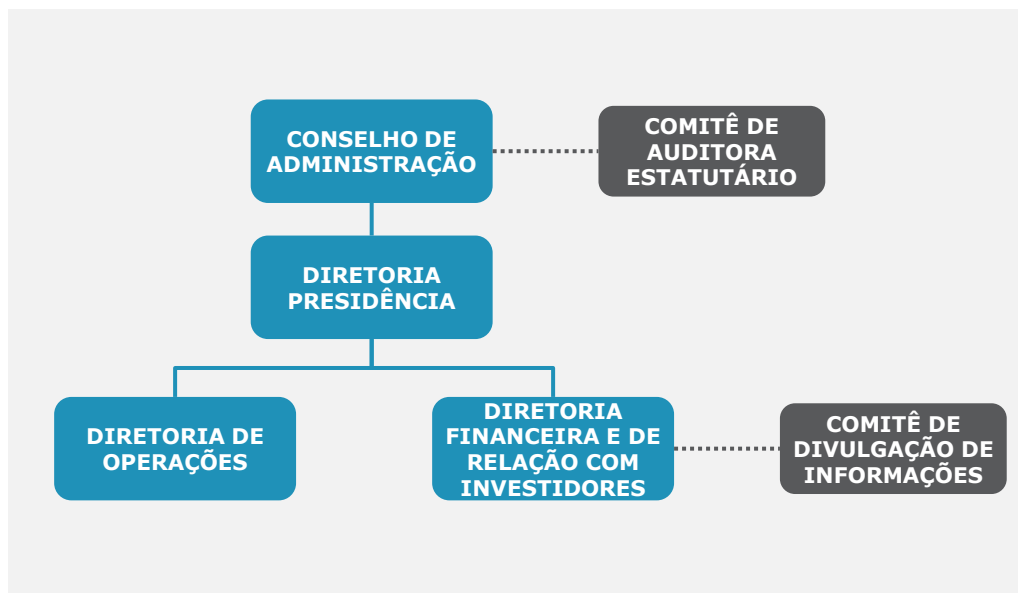 CONSELHO DE
ADMINISTRAÇÃO
COMITÊ DE
AUDITORA
ESTATUTÁRIO
DIRETORIA
PRESIDÊNCIA
DIRETORIA DE
OPERAÇÕES
DIRETORIA
FINANCEIRA E DE
RELAÇÃO COM
INVESTIDORES
COMITÊ DE
DIVULGAÇÃO DE
INFORMAÇÕES